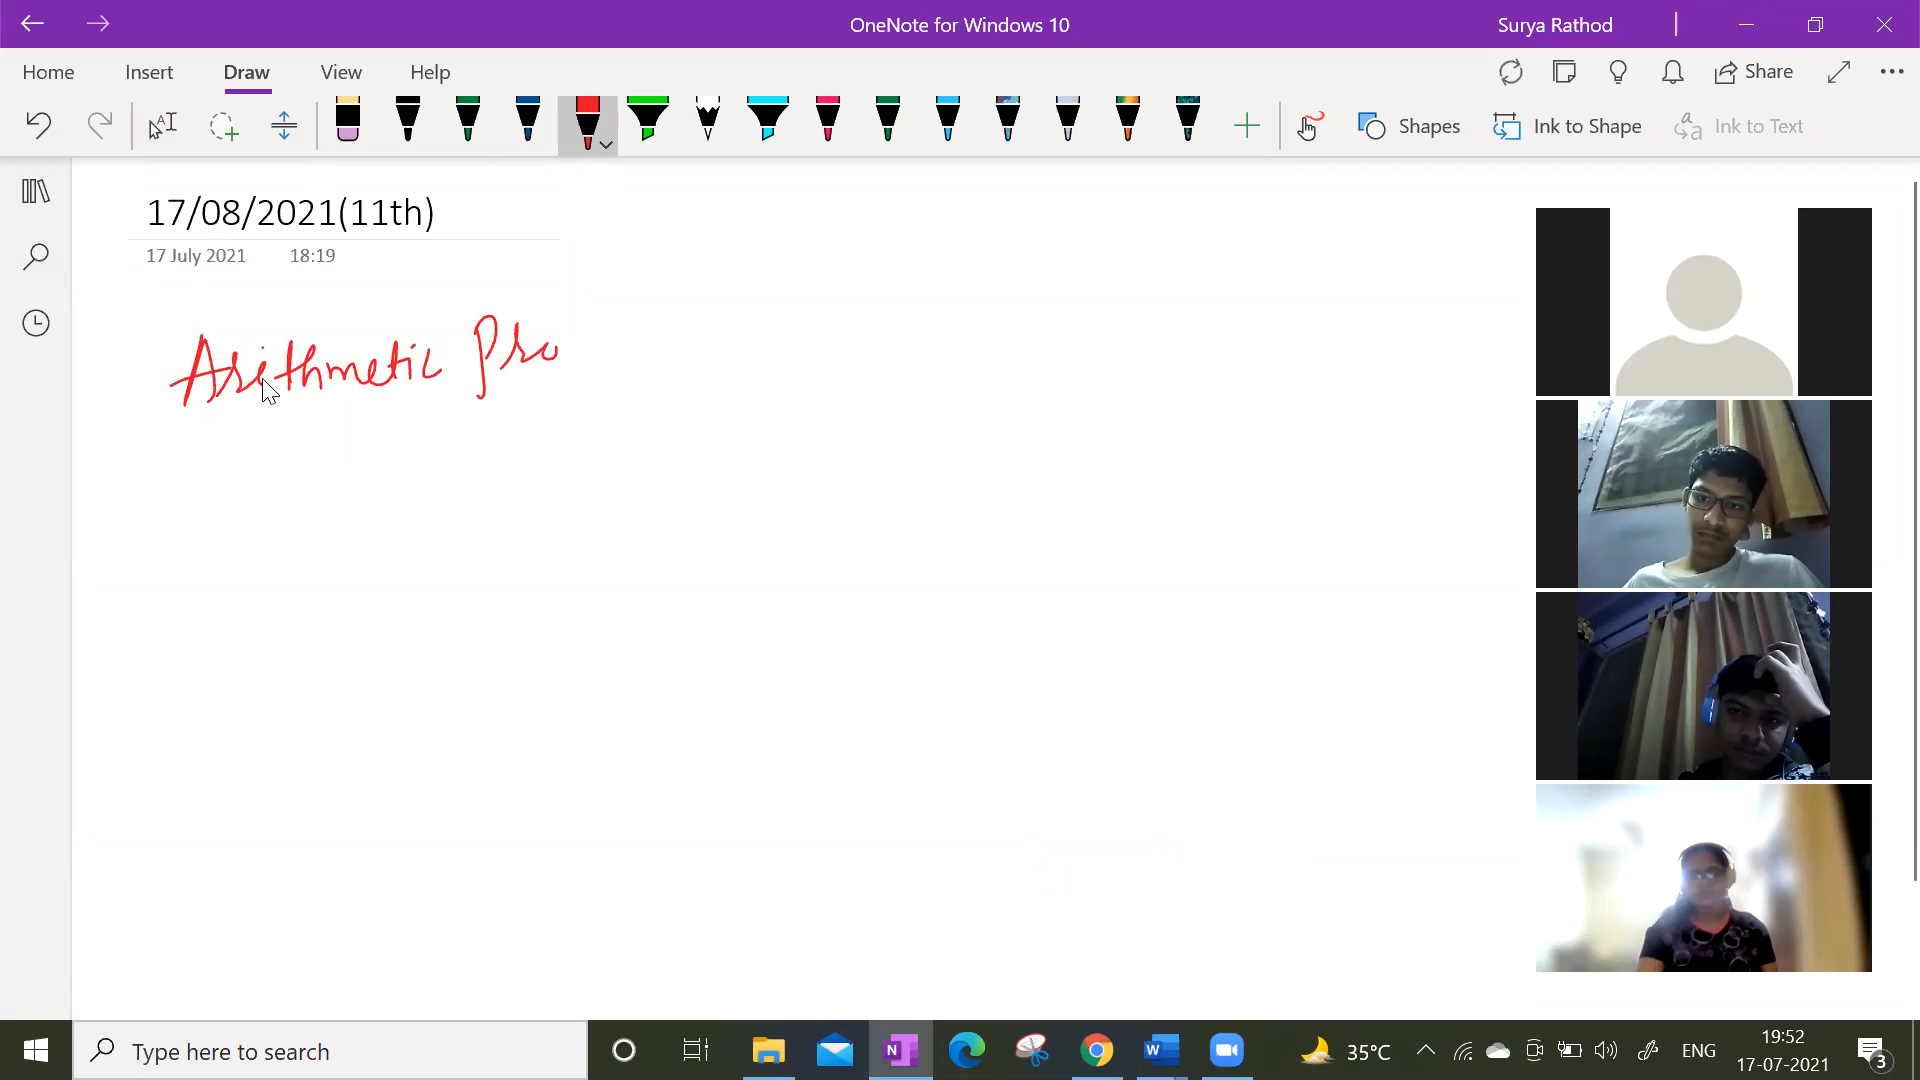 OneNote for Windows 10
Surya Rathod
Home Insert Draw View Help
Share
Shapes Ink to Shape Ink to Text
17/08/2021(11th)
17 July 2021 18:19
Arithmetic Pro
Type here to search
35°C
ENG
19:52
17-07-2021
3